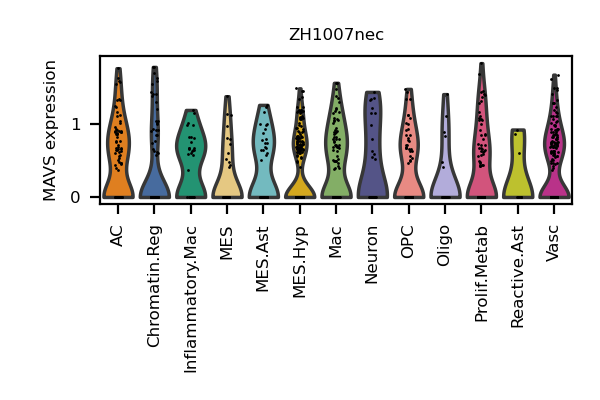 ZH1007nec
MAVS expression
1
0
AC
Chromatin.Reg
Inflammatory.Mac
MES
MES.Ast
MES.Hyp
Mac
Neuron
OPC
Oligo
Prolif.Metab
Reactive.Ast
Vasc